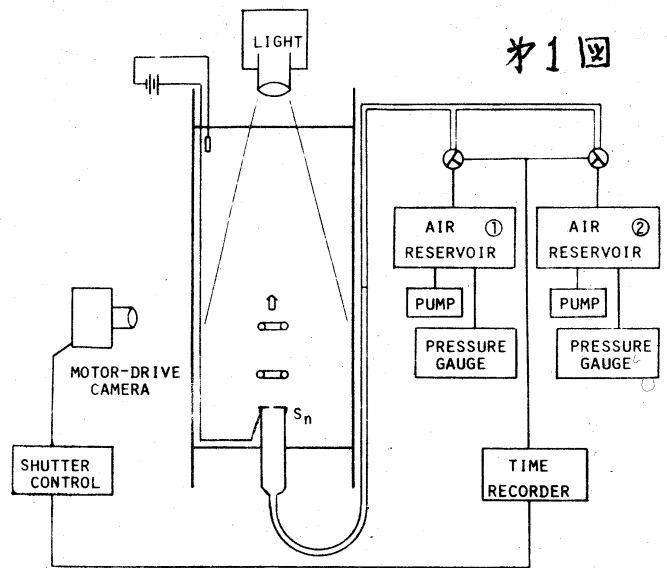 LIGHT
第1図
AIR ①
RESERVOIR
AIR ②
RESERVOIR
PUMP
PUMP
PRESSURE
GAUGE
PRESSURE
GAUGE
MOTOR-DRIVE
CAMERA
Sn
SHUTTER
CONTROL
TIME
RECORDER